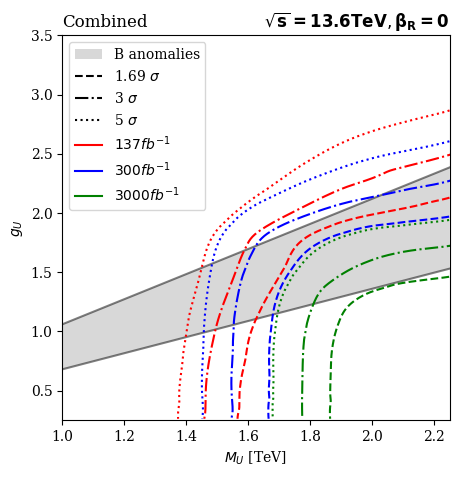 Combined
√s = 13.6TeV, β_R = 0
B anomalies
1.69 σ
3 σ
5 σ
137fb⁻¹
300fb⁻¹
3000fb⁻¹
3.5
3.0
2.5
2.0
1.5
1.0
0.5
g_U
1.0 1.2 1.4 1.6 1.8 2.0 2.2
M_U [TeV]